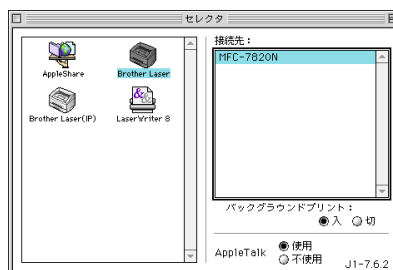 セレクタ
AppleShare
Brother Laser
Brother Laser(IP)
LaserWriter 8
接続先：
MFC-7820N
バックグラウンドプリント：
入 切
AppleTalk
使用
不使用
J1-7.6.2